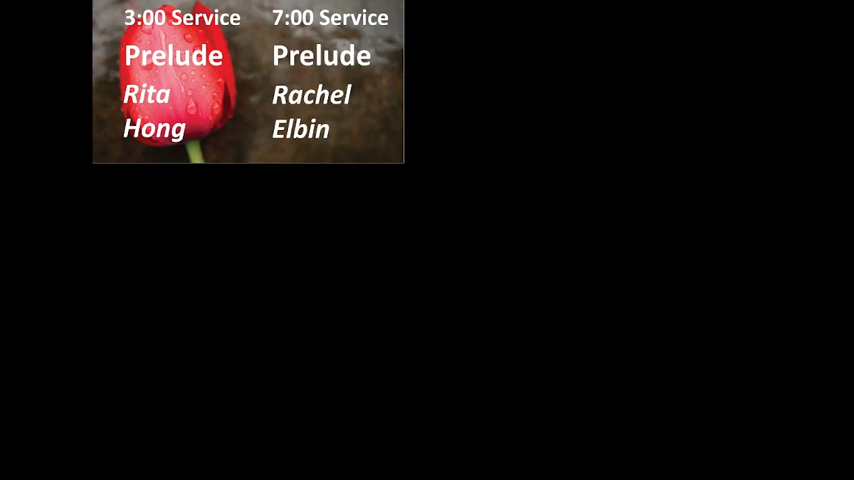 3:00 Service 7:00 Service
Prelude Prelude
Rita Rachel
Hong Elbin